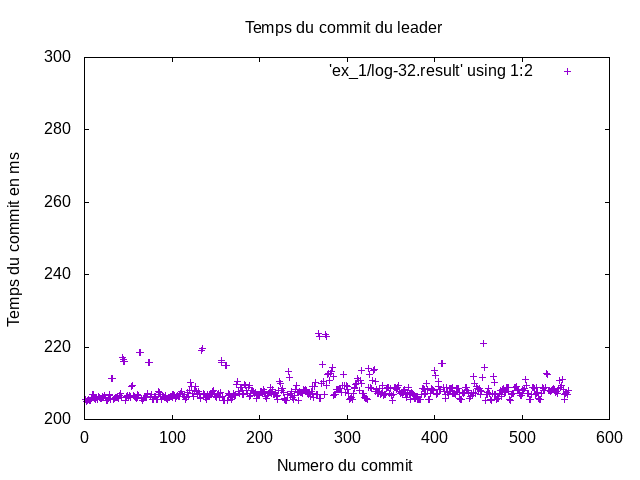 Temps du commit du leader
'ex_1/log-32.result' using 1:2
Temps du commit en ms
300
280
260
240
220
200
0 100 200 300 400 500 600
Numero du commit